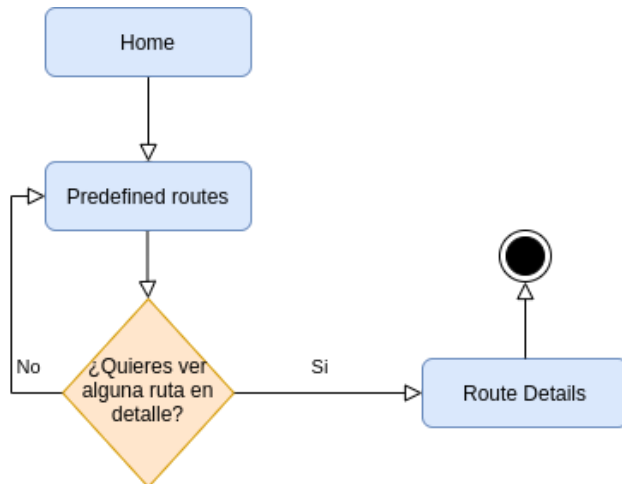 Home
Predefined routes
¿Quieres ver
alguna ruta en
detalle?
No
Si
Route Details